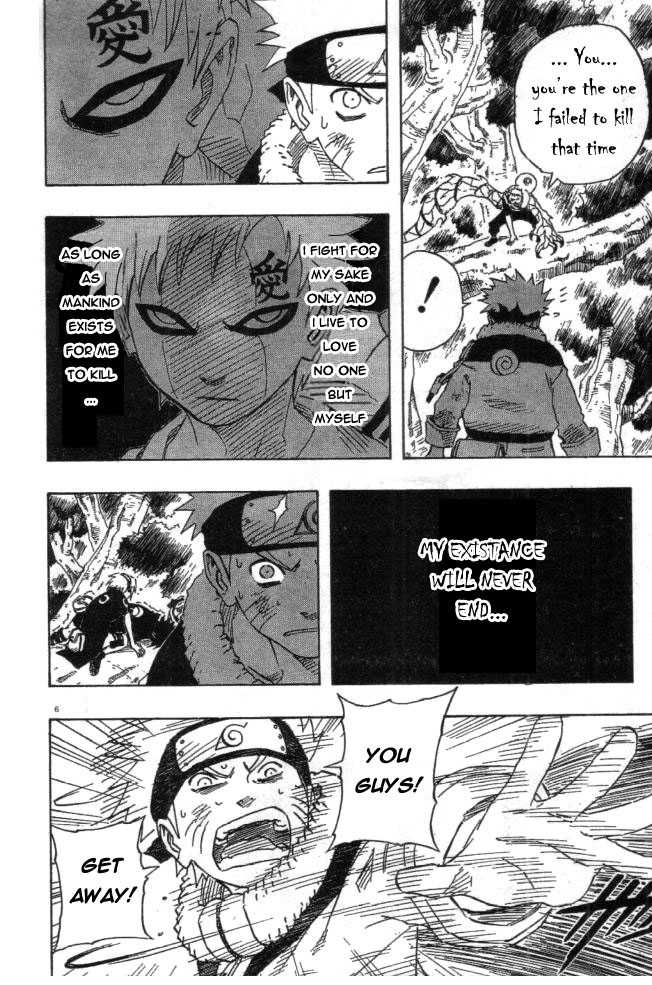 ... You...
you're the one
I failed to kill
that time
!
愛
I FIGHT FOR
MY SAKE
ONLY AND
I LIVE TO
LOVE
NO ONE
BUT
MYSELF
愛
AS LONG
AS
MANKIND
EXISTS
FOR ME
TO KILL
...
MY EXISTANCE
WILL NEVER
END...
6
YOU
GUYS!
GET
AWAY!